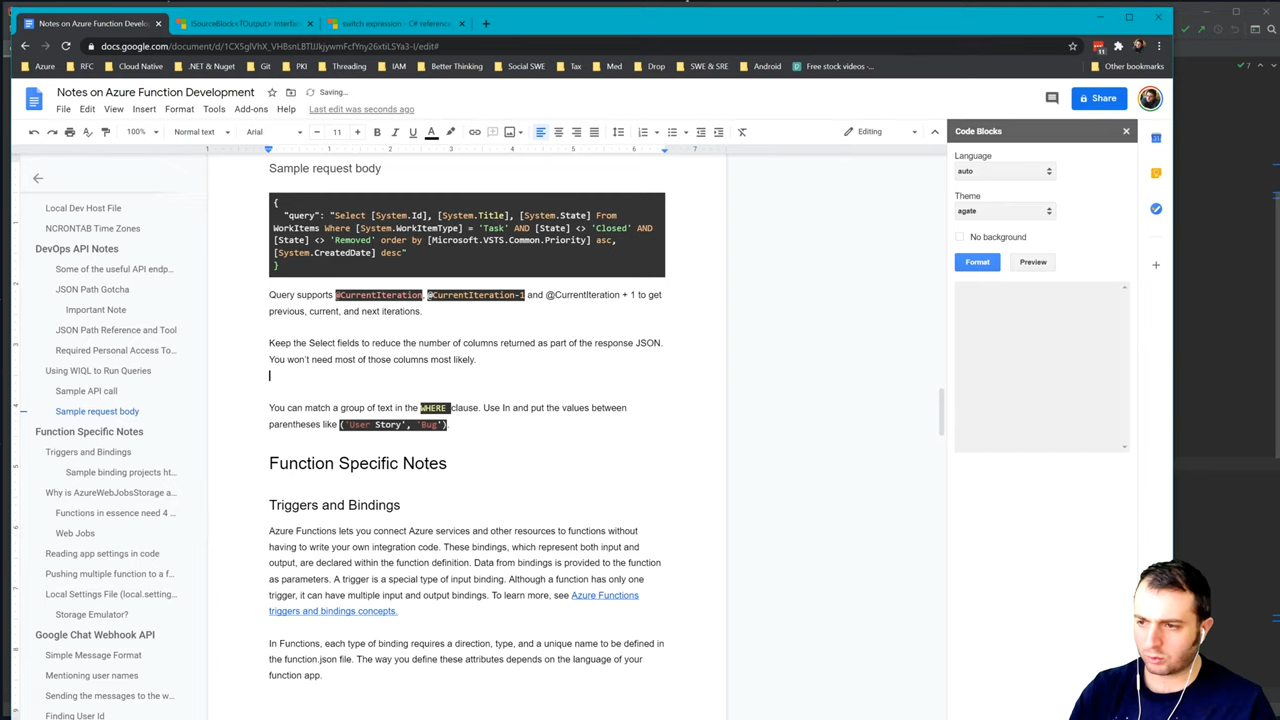 Notes on Azure Function Develo
ISourceBlock<TOutput> Interfac
switch expression - C# referenc
docs.google.com/document/d/1CX5glVhX_
Azure
RFC
Cloud Native
.NET & Nuget
Git
PKI
Threading
IAM
Better Thinking
Social SWE
Tax
Med
Drop
SWE & SRE
Android
Free stock videos - ...
Other bookmarks
7
11
Notes on Azure Function Development
Saving...
File Edit View Insert Format Tools Add-ons Help Last edit was seconds ago
Share
100% Normal text Arial 11 B I U A Editing
1 1 2 3 4 5 6 7
Local Dev Host File
NCRONTAB Time Zones
DevOps API Notes
Some of the useful API endp...
JSON Path Gotcha
Important Note
JSON Path Reference and Tool
Required Personal Access To...
Using WIQL to Run Queries
Sample API call
Sample request body
Function Specific Notes
Triggers and Bindings
Sample binding projects ht...
Why is AzureWebJobsStorage a...
Functions in essence need 4 ...
Web Jobs
Reading app settings in code
Pushing multiple function to a f...
Local Settings File (local.setting...
Storage Emulator?
Google Chat Webhook API
Simple Message Format
Mentioning user names
Sending the messages to the w...
Finding User Id
Sample request body
{
"query": "Select [System.Id], [System.Title], [System.State] From
WorkItems Where [System.WorkItemType] = 'Task' AND [State] <> 'Closed' AND
[State] <> 'Removed' order by [Microsoft.VSTS.Common.Priority] asc,
[System.CreatedDate] desc"
}
Query supports @CurrentIteration,@CurrentIteration-1 and @CurrentIteration + 1 to get
previous, current, and next iterations.
Keep the Select fields to reduce the number of columns returned as part of the response JSON.
You won't need most of those columns most likely.
You can match a group of text in the WHERE clause. Use In and put the values between
parentheses like ('User Story', 'Bug').
Function Specific Notes
Triggers and Bindings
Azure Functions lets you connect Azure services and other resources to functions without
having to write your own integration code. These bindings, which represent both input and
output, are declared within the function definition. Data from bindings is provided to the function
as parameters. A trigger is a special type of input binding. Although a function has only one
trigger, it can have multiple input and output bindings. To learn more, see Azure Functions
triggers and bindings concepts.
In Functions, each type of binding requires a direction, type, and a unique name to be defined in
the function.json file. The way you define these attributes depends on the language of your
function app.
Code Blocks
Language
auto
Theme
agate
No background
Format
Preview